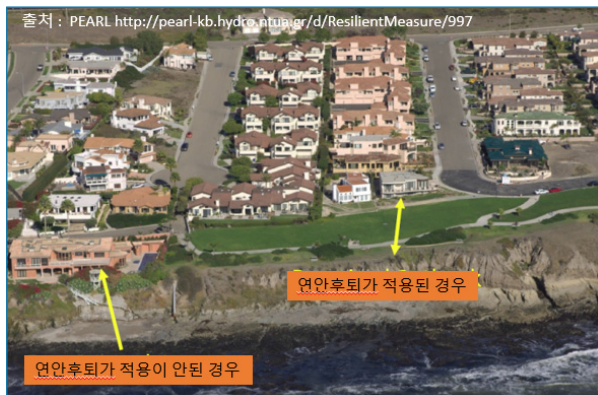 출처 : PEARL http://pearl-kb.hydro.ntua.gr/d/ResilientMeasure/997
연안후퇴가 적용된 경우
연안후퇴가 적용이 안된 경우